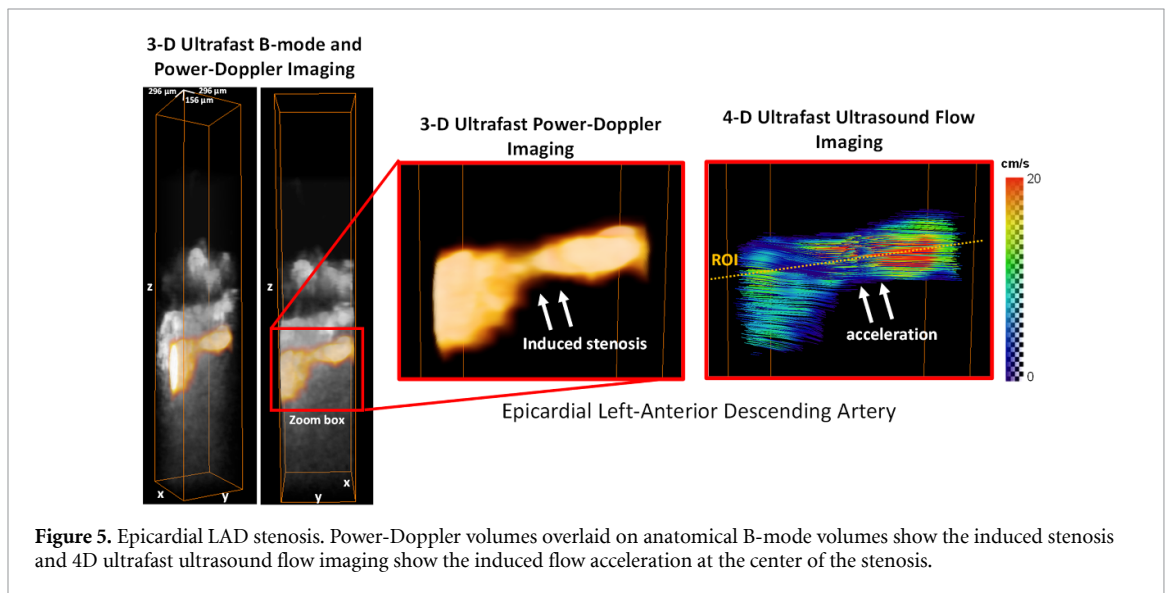 3-D Ultrafast B-mode and
Power-Doppler Imaging
296 µm
296 µm
156 µm
z
x
y
Zoom box
x
y
3-D Ultrafast Power-Doppler
Imaging
Induced stenosis
4-D Ultrafast Ultrasound Flow
Imaging
cm/s
20
0
ROI
acceleration
Epicardial Left-Anterior Descending Artery
Figure 5. Epicardial LAD stenosis. Power-Doppler volumes overlaid on anatomical B-mode volumes show the induced stenosis
and 4D ultrafast ultrasound flow imaging show the induced flow acceleration at the center of the stenosis.